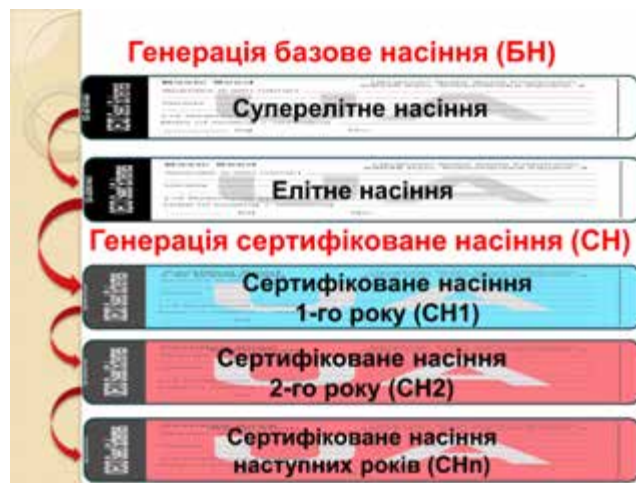 Генерація базове насіння (БН)
Суперелітне насіння
Елітне насіння
Генерація сертифіковане насіння (СН)
Сертифіковане насіння
1-го року (СН1)
Сертифіковане насіння
2-го року (СН2)
Сертифіковане насіння
наступних років (СНn)